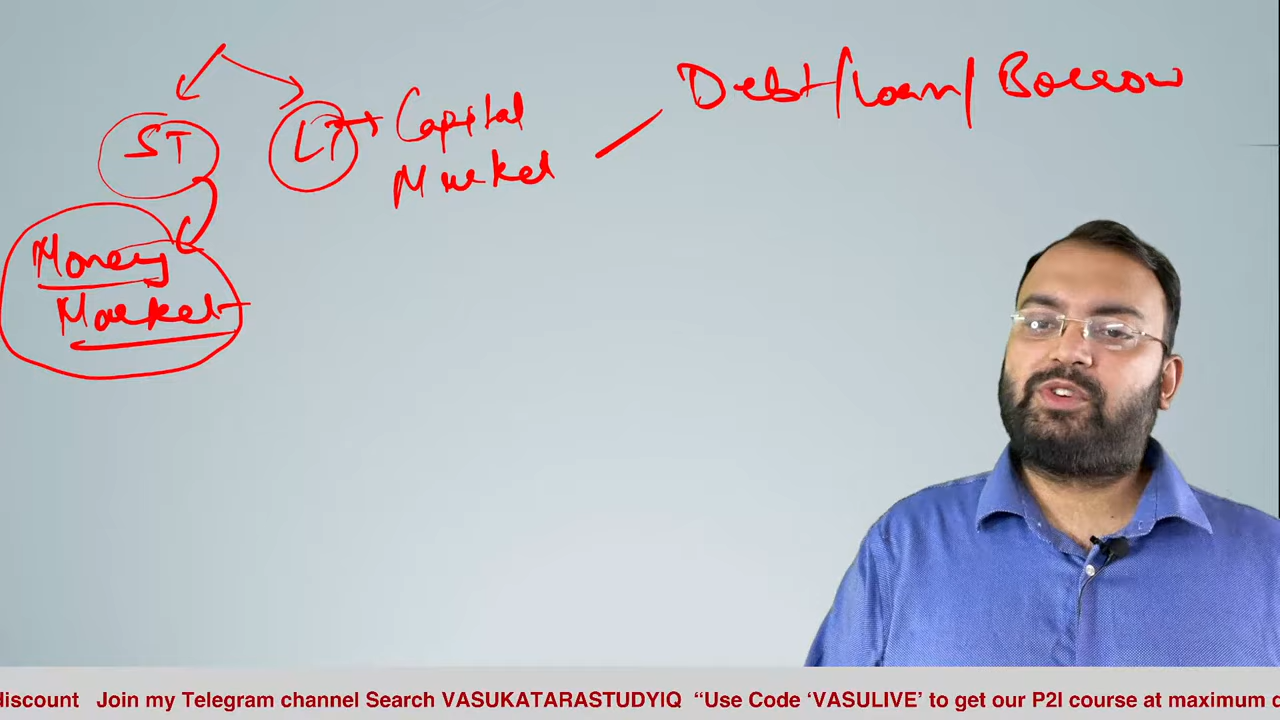 ST
LT
Capital
Market
Debt/Loan/Borrow
Money
Market
discount Join my Telegram channel Search VASUKATARASTUDYIQ “Use Code ‘VASULIVE’ to get our P2I course at maximum